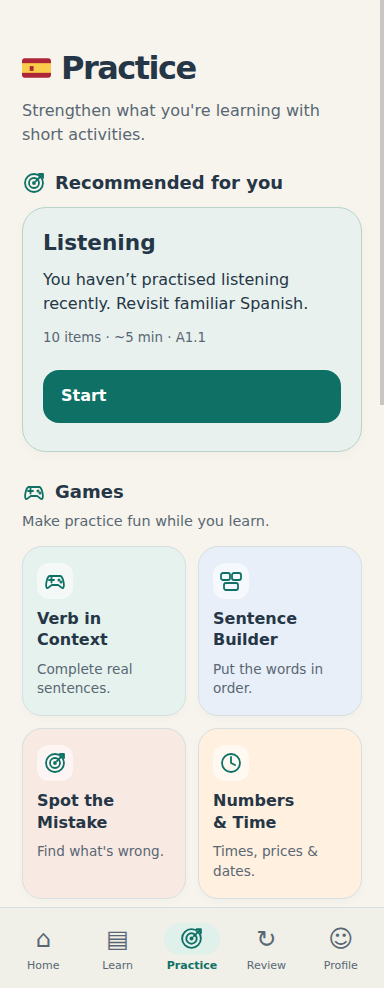 Practice
Strengthen what you're learning with
short activities.
Recommended for you
Listening
You haven’t practised listening
recently. Revisit familiar Spanish.
10 items · ~5 min · A1.1
Start
Games
Make practice fun while you learn.
Verb in
Context
Complete real
sentences.
Sentence
Builder
Put the words in
order.
Spot the
Mistake
Find what's wrong.
Numbers
& Time
Times, prices &
dates.
Home
Learn
Practice
Review
Profile